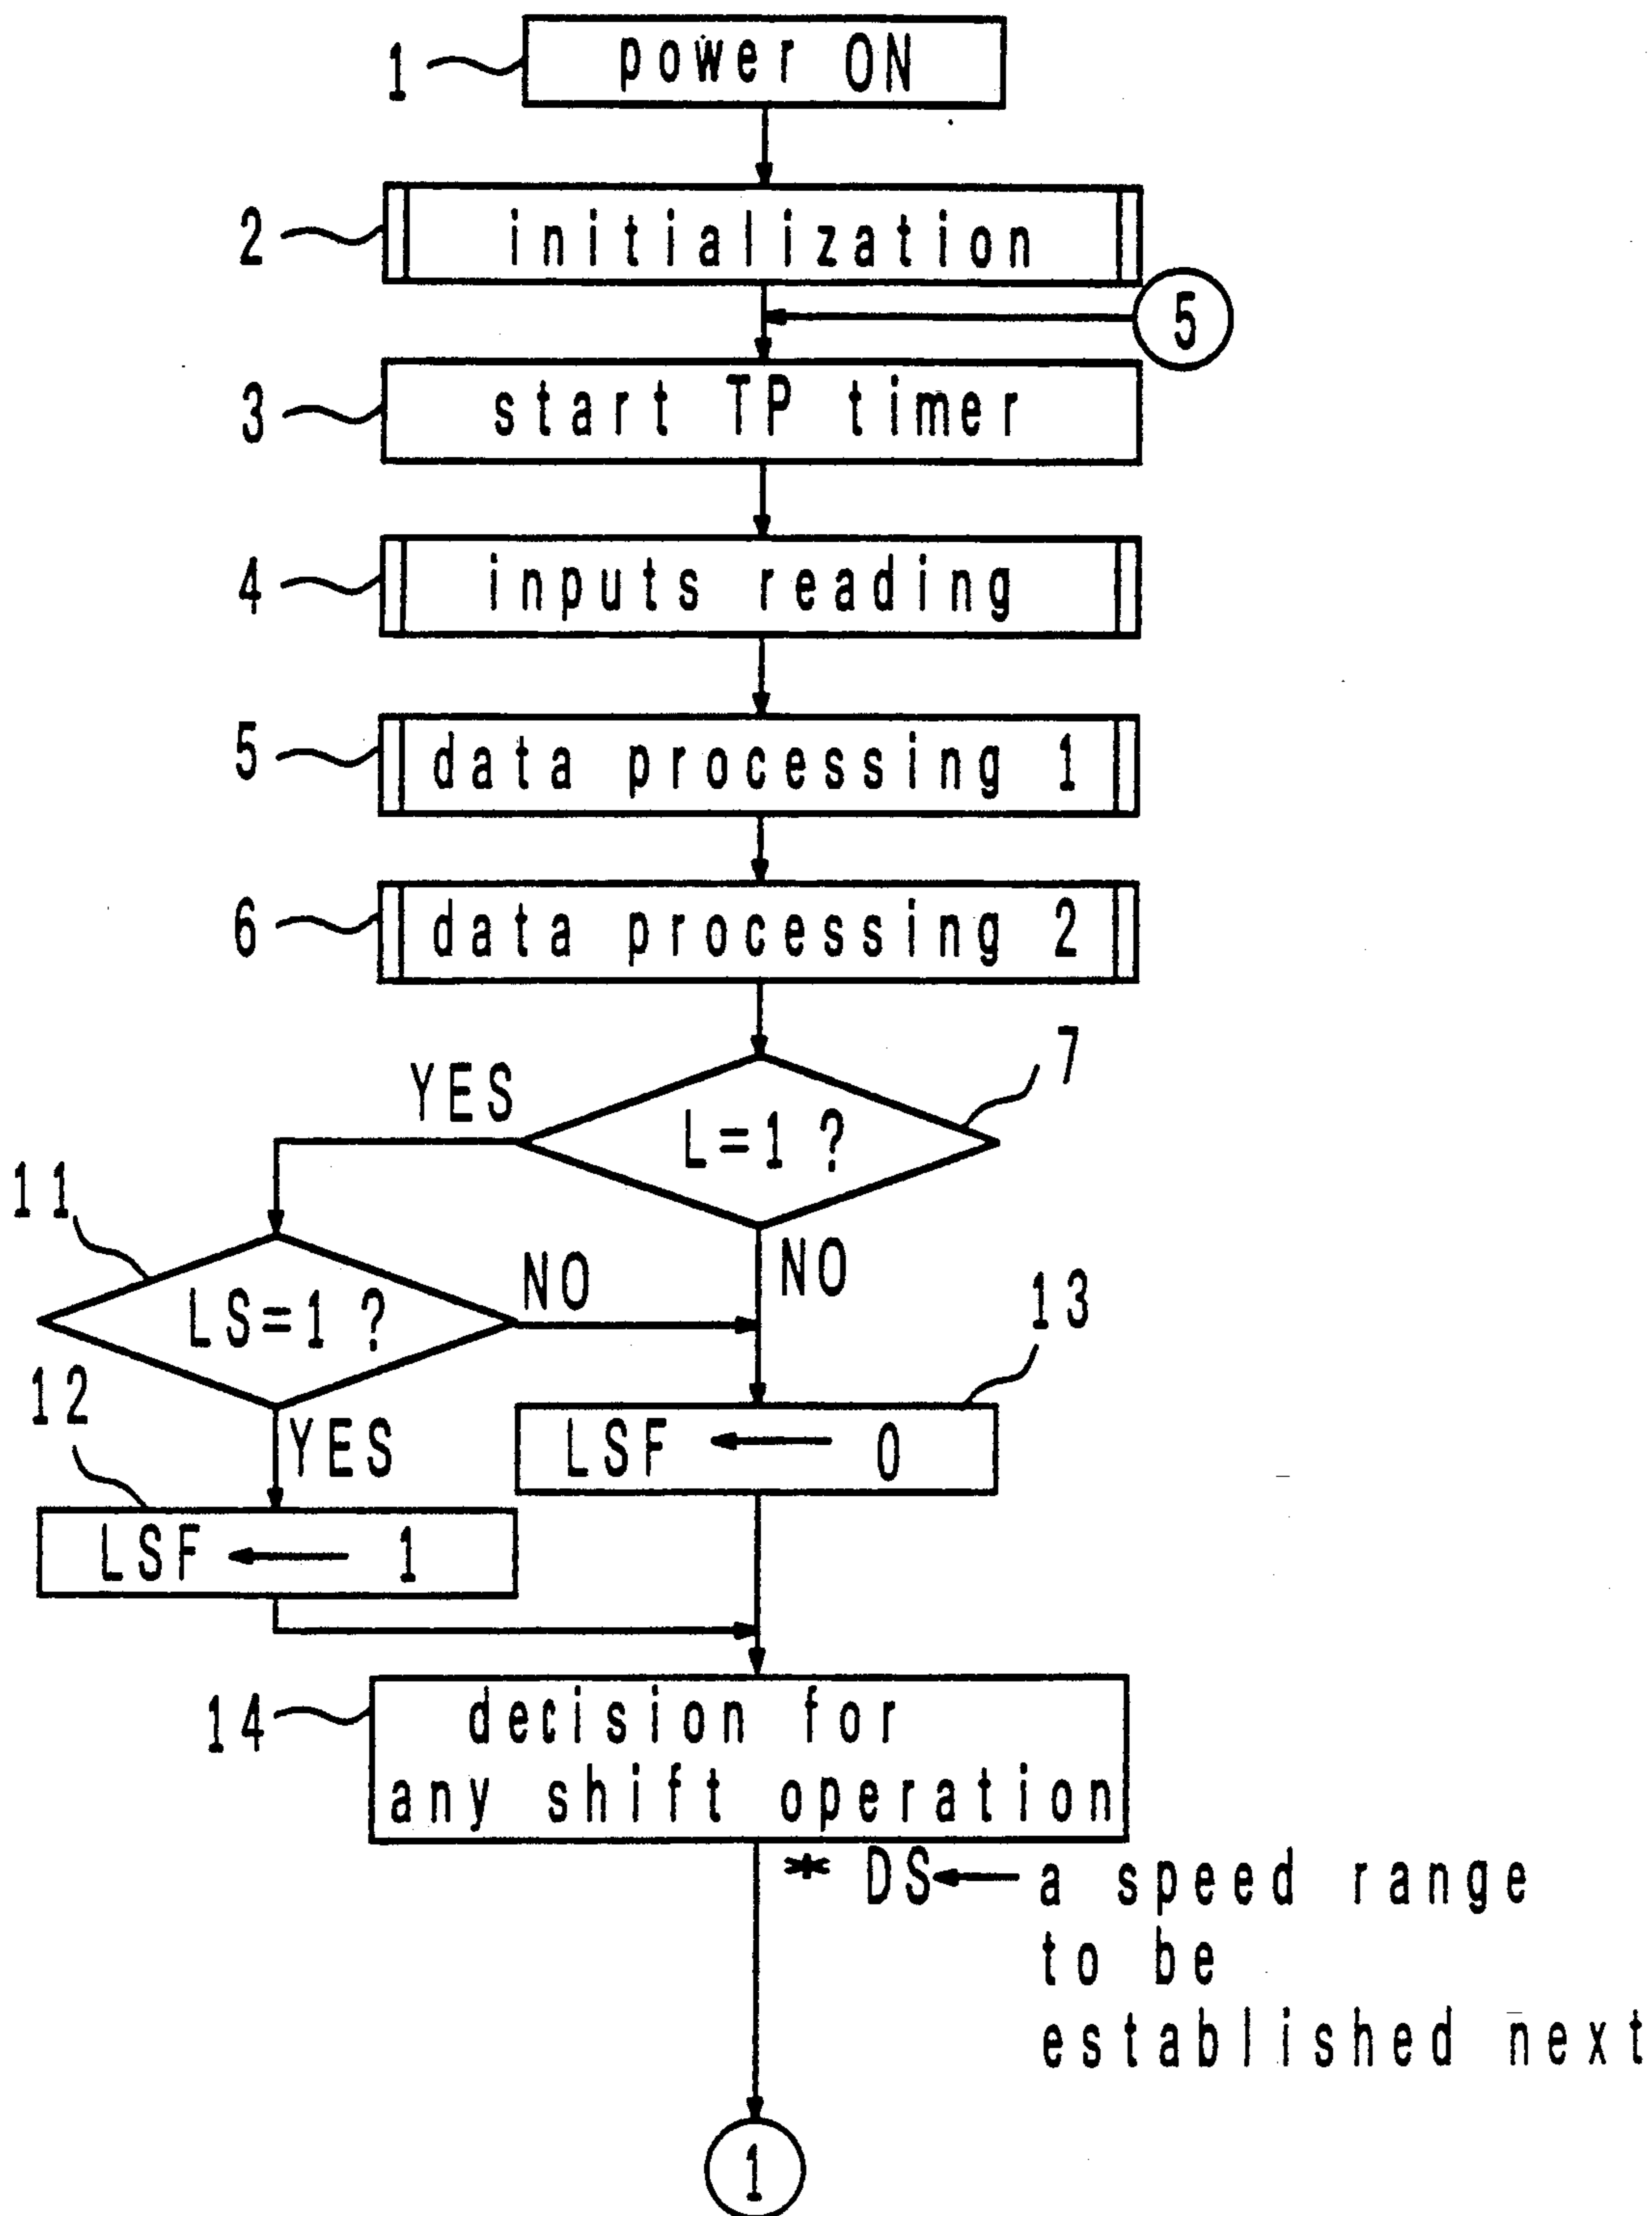 1 power ON
2 initialization
5
3 start TP timer
4 inputs reading
5 data processing 1
6 data processing 2
7
YES
L=1 ?
11
NO
NO
LS=1 ?
13
12
YES
LSF ← 0
LSF ← 1
14 decision for
any shift operation
* DS ← a speed range
to be
established next
1